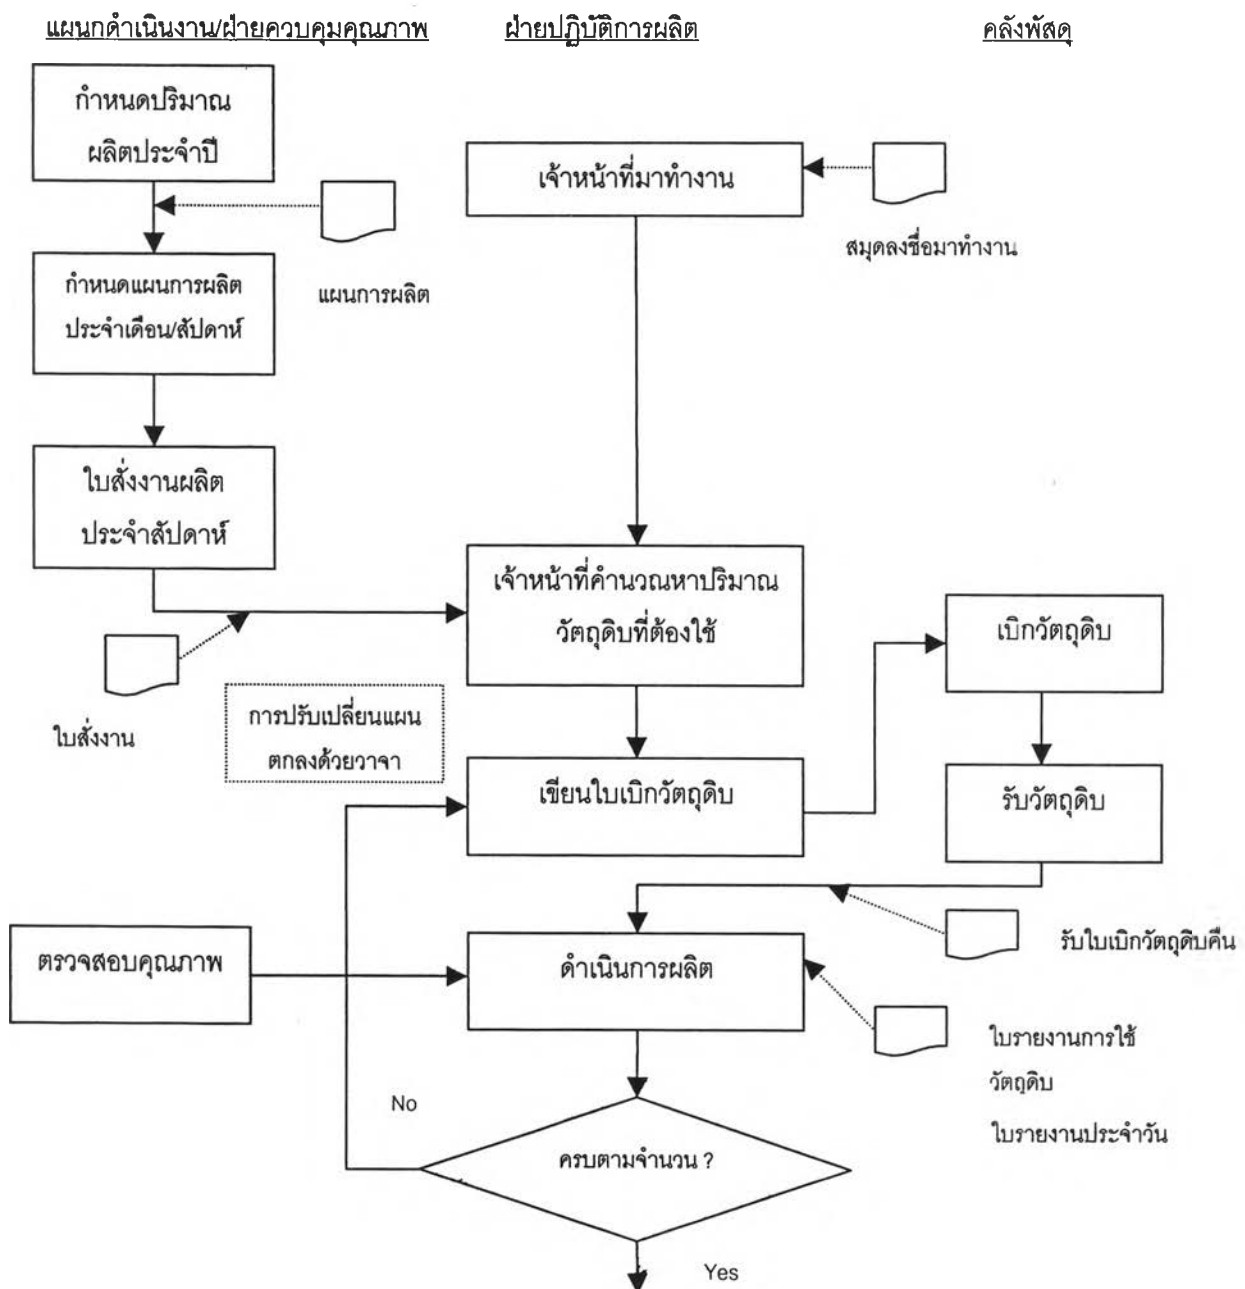 แผนกดำเนินงาน/ฝ่ายควบคุมคุณภาพ
ฝ่ายปฏิบัติการผลิต
คลังพัสดุ
กำหนดปริมาณ
ผลิตประจำปี
เจ้าหน้าที่มาทำงาน
สมุดลงชื่อมาทำงาน
แผนการผลิต
กำหนดแผนการผลิต
ประจำเดือน/สัปดาห์
ใบสั่งงานผลิต
ประจำสัปดาห์
เจ้าหน้าที่คำนวณหาปริมาณ
วัตถุดิบที่ต้องใช้
เบิกวัตถุดิบ
ใบสั่งงาน
การปรับเปลี่ยนแผน
ตกลงด้วยวาจา
เขียนใบเบิกวัตถุดิบ
รับวัตถุดิบ
ตรวจสอบคุณภาพ
ดำเนินการผลิต
รับใบเบิกวัตถุดิบคืน
ใบรายงานการใช้
วัตถุดิบ
ใบรายงานประจำวัน
No
ครบตามจำนวน ?
Yes